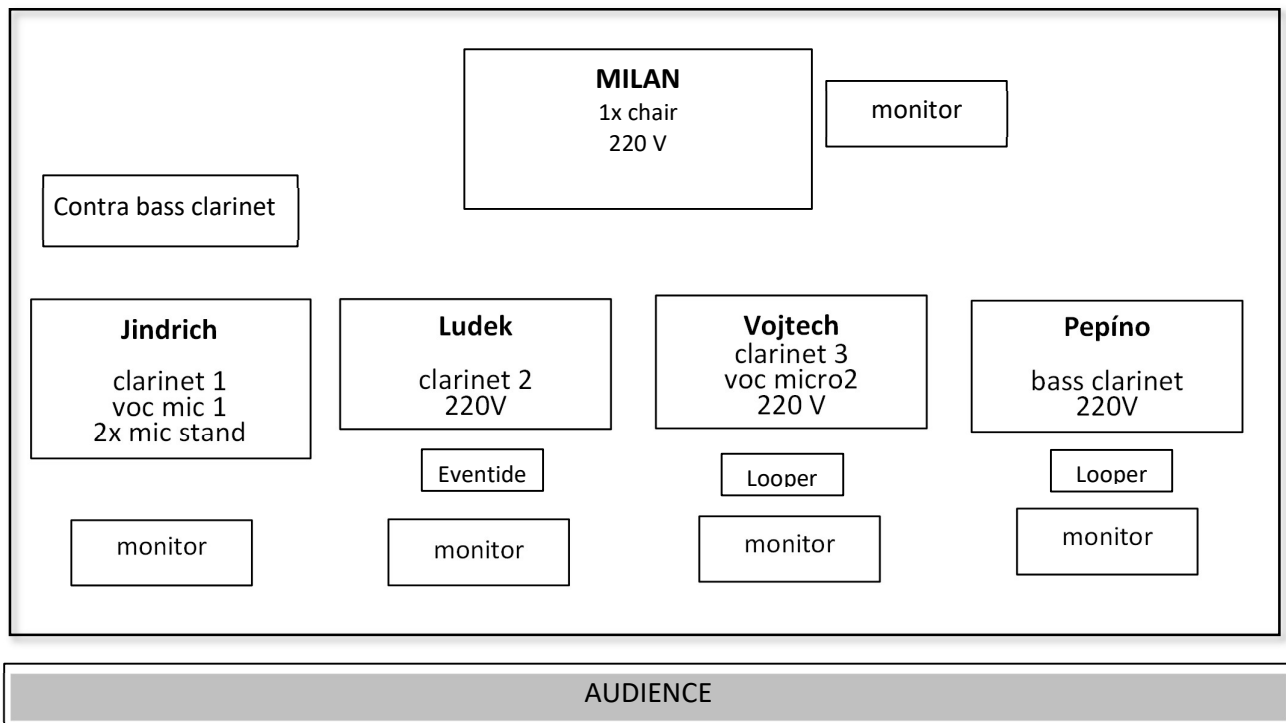 MILAN
1x chair
220 V
monitor
Contra bass clarinet
Jindrich
clarinet 1
voc mic 1
2x mic stand
Ludek
clarinet 2
220V
Vojtech
clarinet 3
voc micro2
220 V
Pepíno
bass clarinet
220V
Eventide
Looper
Looper
monitor
monitor
monitor
monitor
AUDIENCE